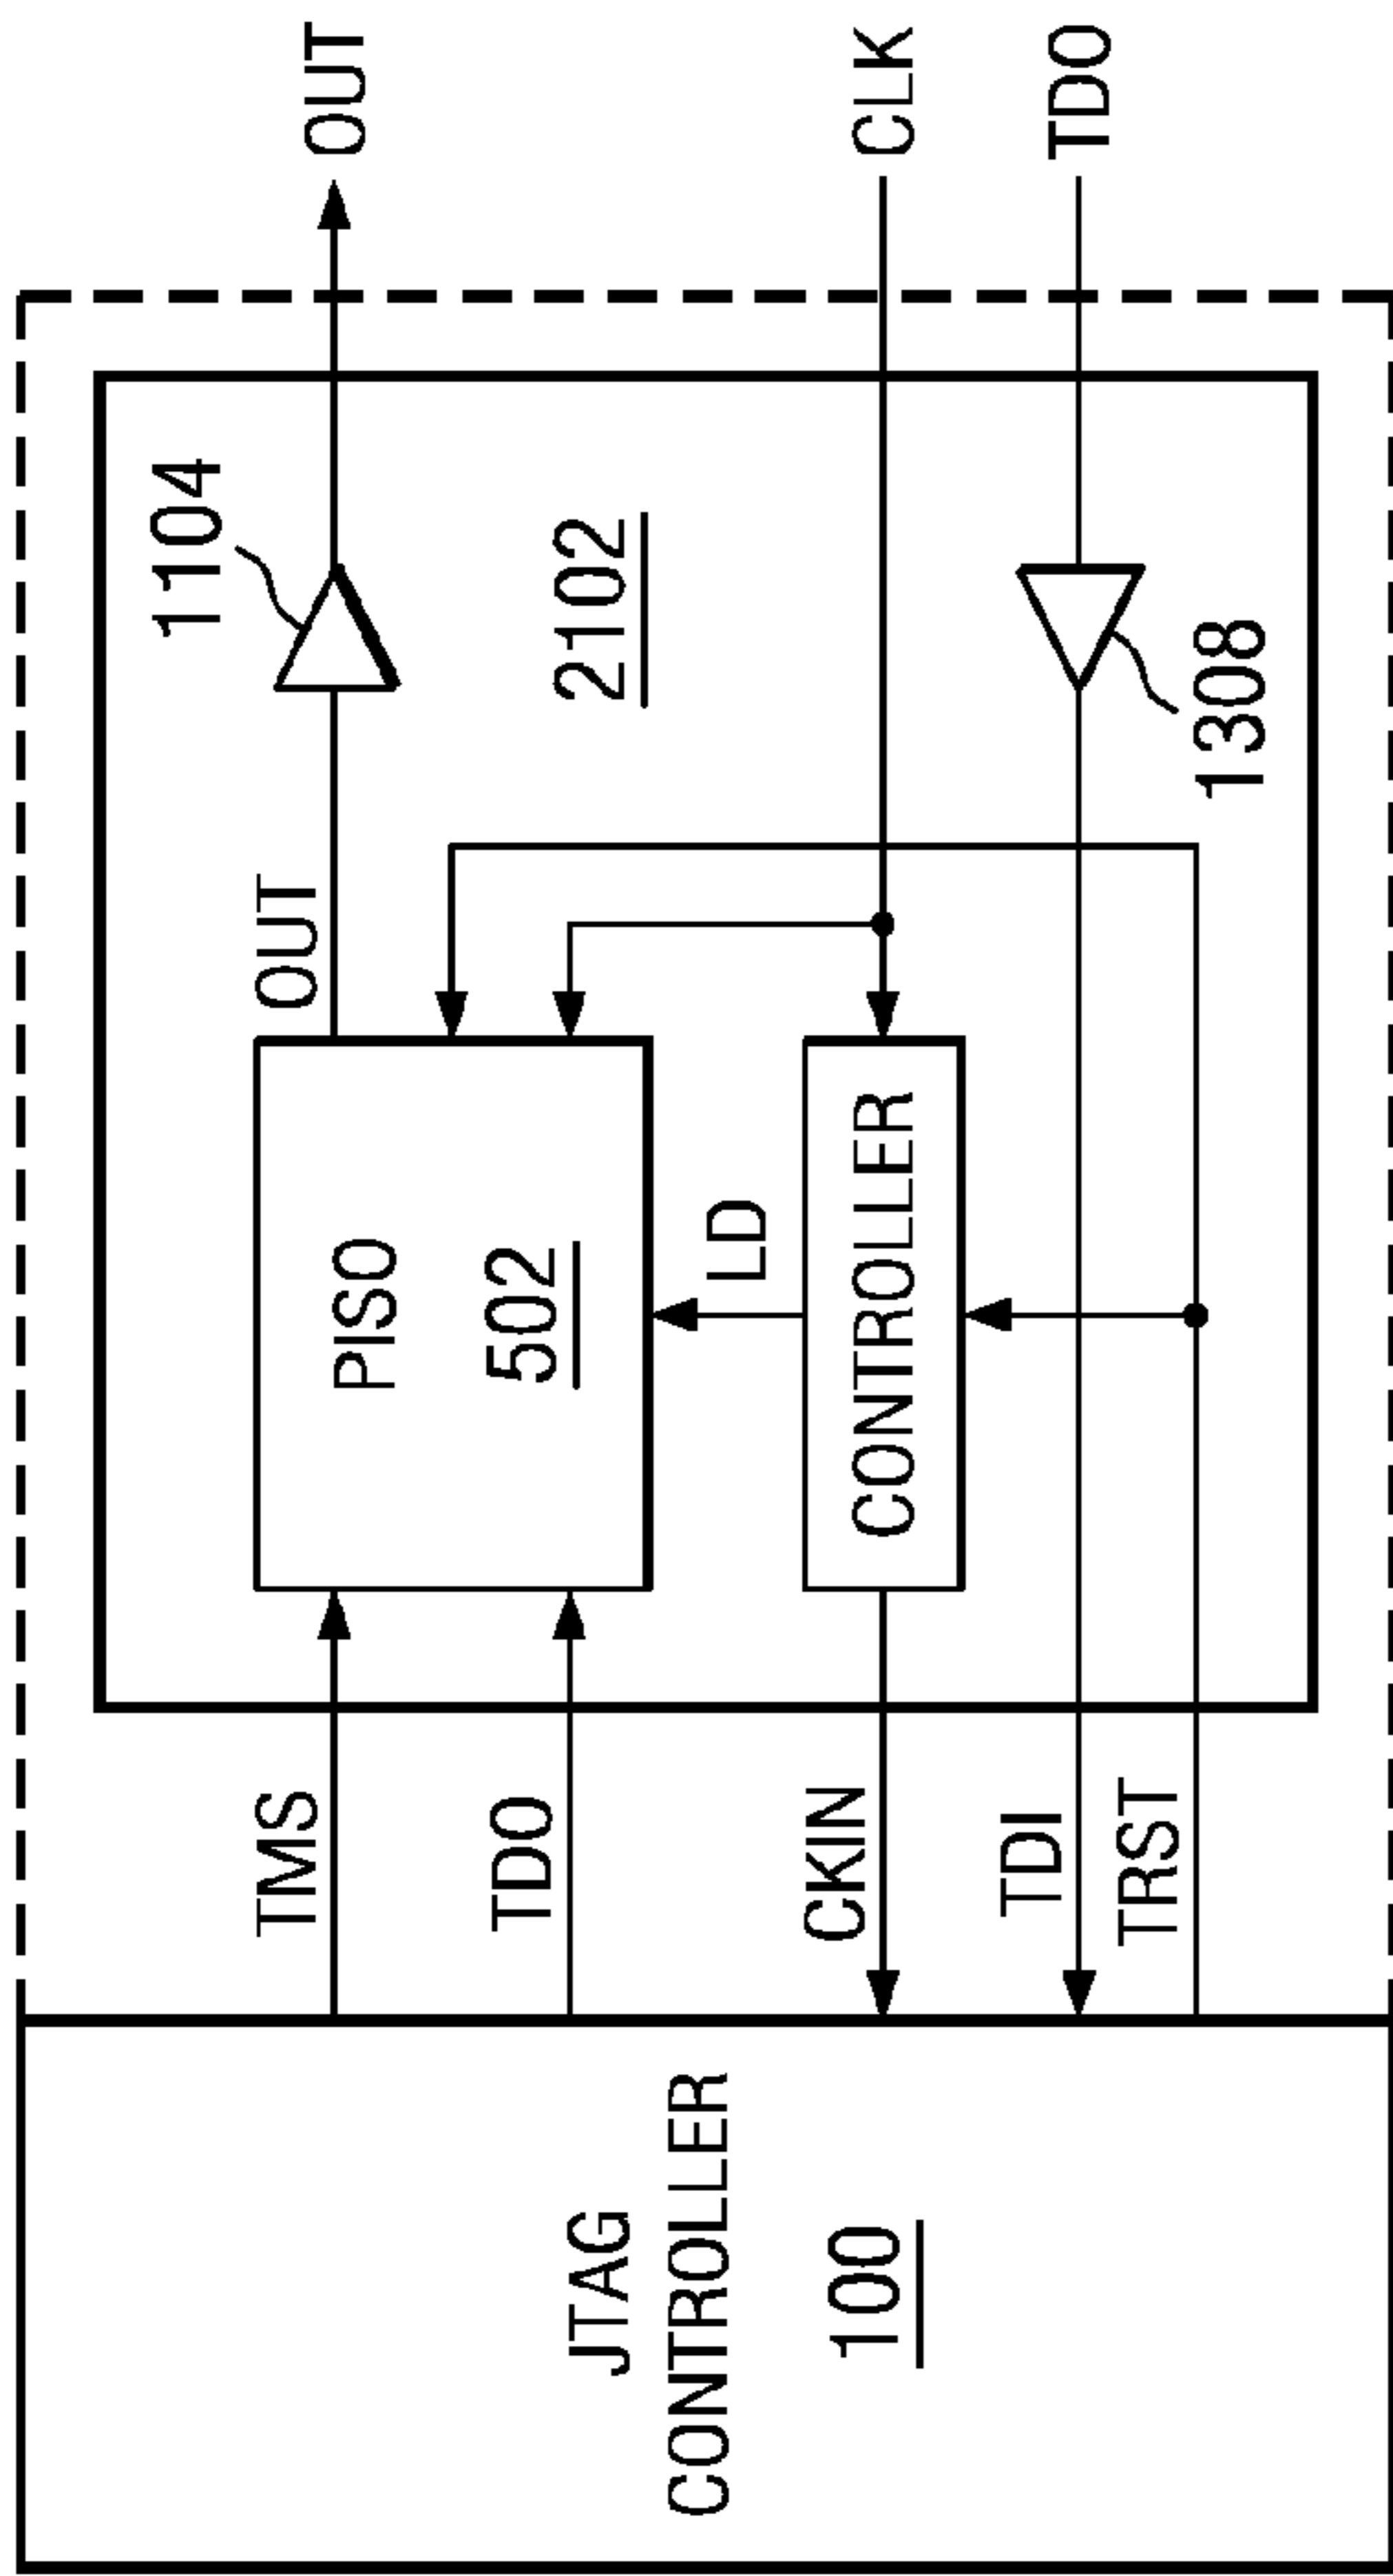 JTAG
CONTROLLER
100
TMS
TDO
CKIN
TDI
TRST
PISO
502
LD
CONTROLLER
OUT
1104
2102
1308
OUT
CLK
TDO